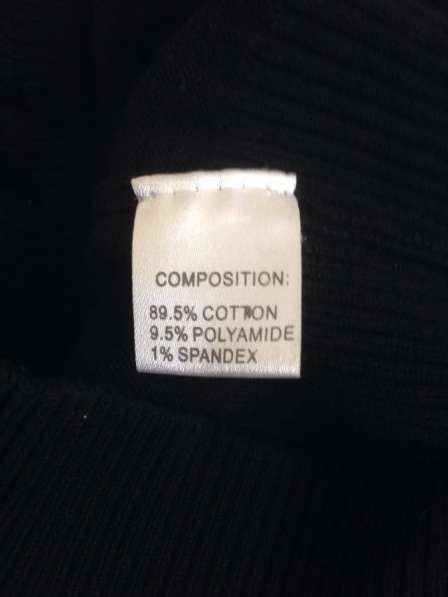 COMPOSITION:
89.5% COTTON
9.5% POLYAMIDE
1% SPANDEX